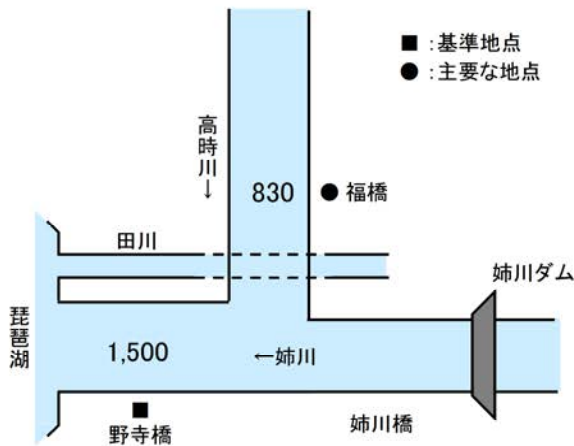 ■：基準地点
●：主要な地点
高時川→
830
● 福橋
田川
姉川ダム
琵琶湖
1,500
←姉川
■
野寺橋
姉川橋